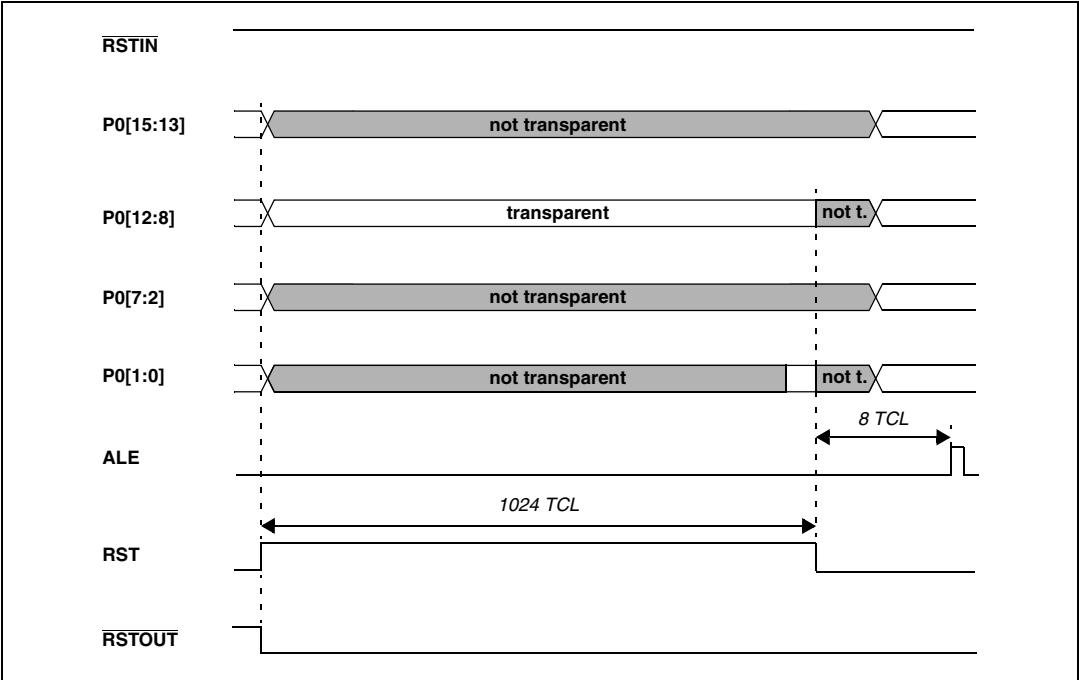 RSTIN
P0[15:13]
not transparent
P0[12:8]
transparent
not t.
P0[7:2]
not transparent
P0[1:0]
not transparent
not t.
8 TCL
ALE
1024 TCL
RST
RSTOUT